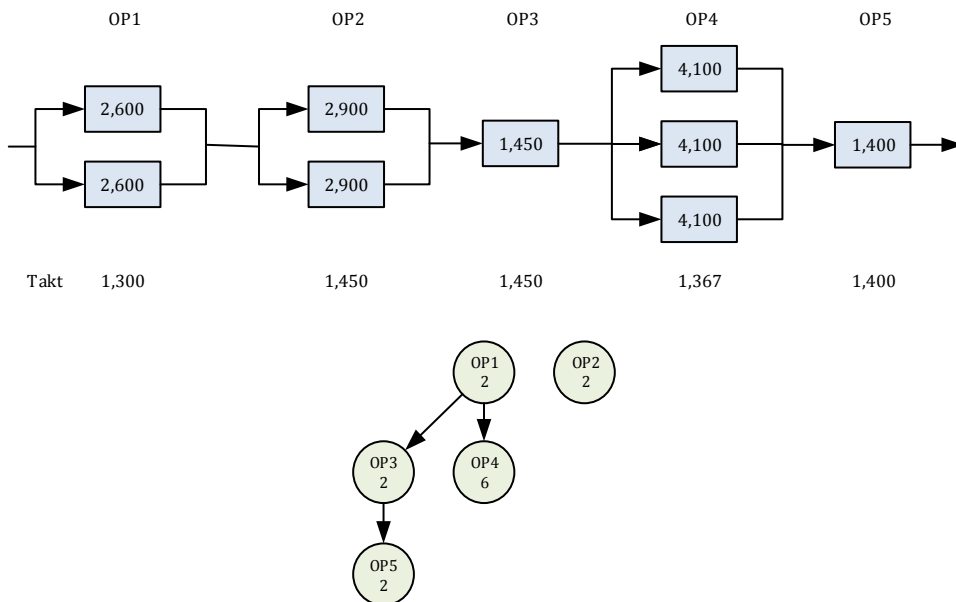 OP1 OP2 OP3 OP4 OP5
4,100
2,600 2,900
1,450 4,100 1,400
2,600 2,900
4,100
Takt 1,300 1,450 1,450 1,367 1,400
OP1 OP2
2 2
OP3 OP4
2 6
OP5
2